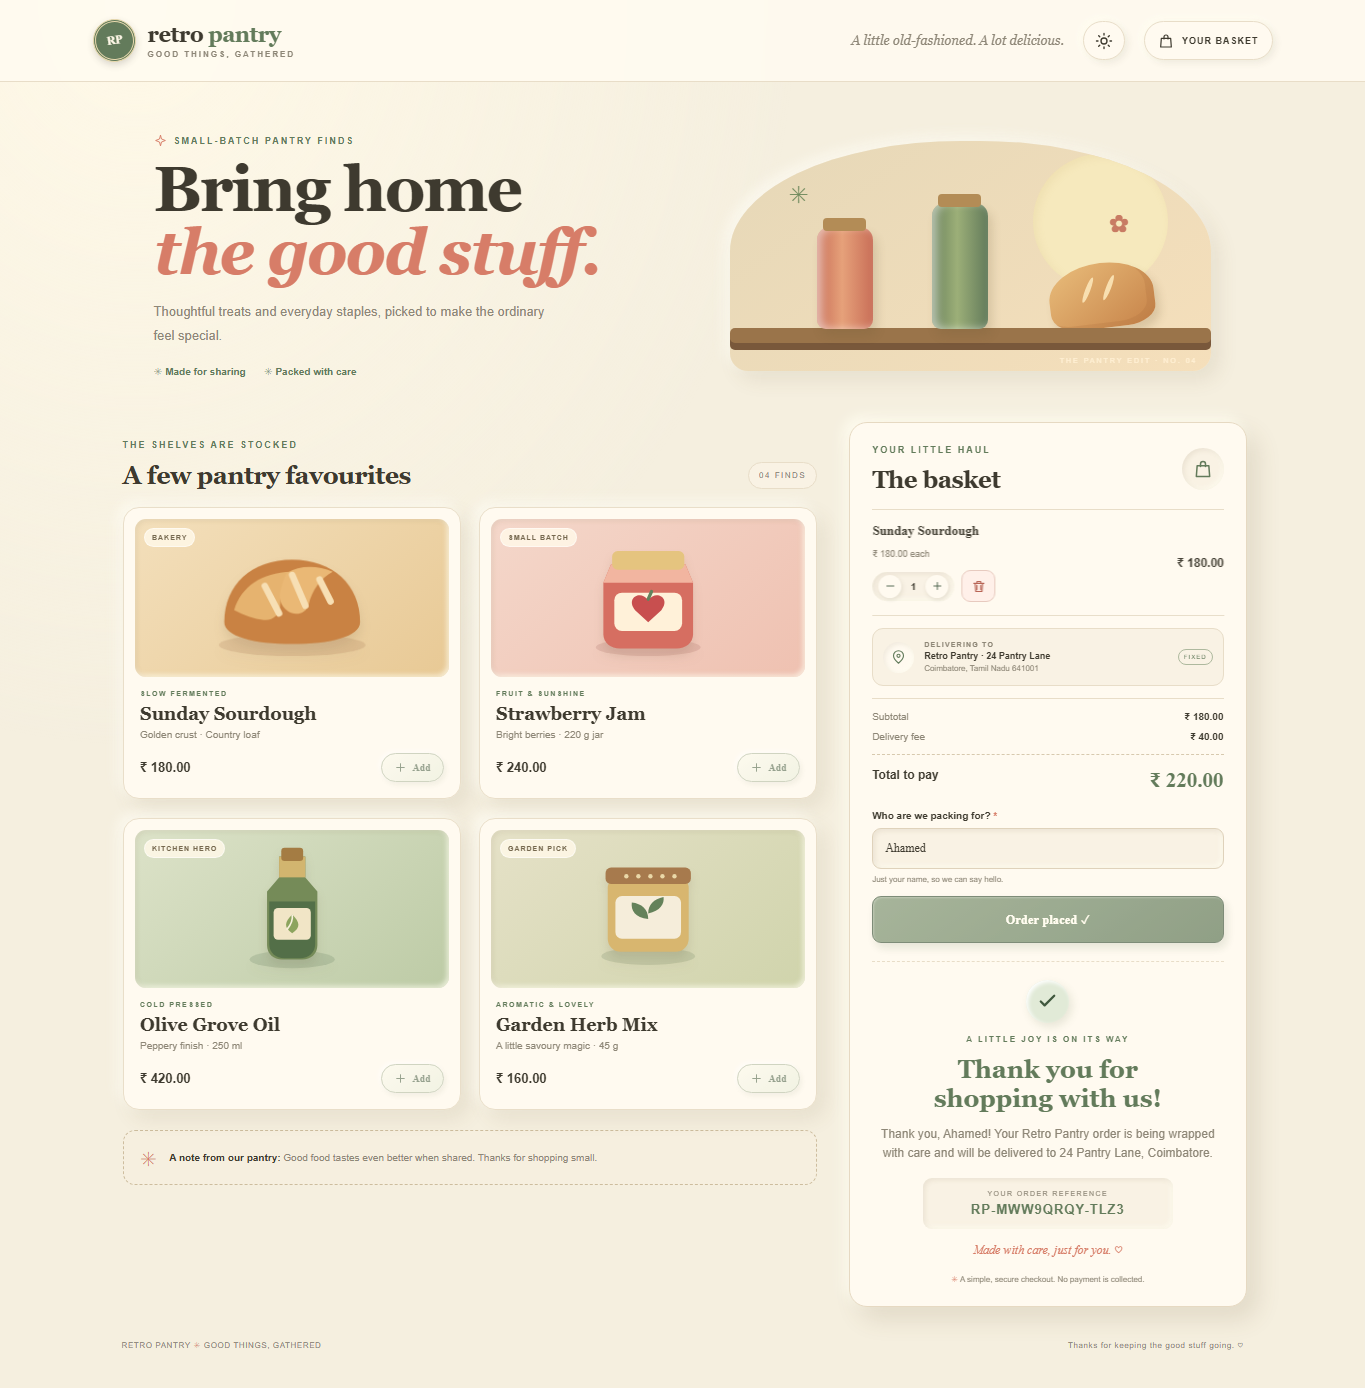 RP
retro pantry
GOOD THINGS, GATHERED
A little old-fashioned. A lot delicious.
YOUR BASKET
SMALL-BATCH PANTRY FINDS
Bring home
the good stuff.
Thoughtful treats and everyday staples, picked to make the ordinary
feel special.
✳ Made for sharing
✳ Packed with care
THE PANTRY EDIT · NO.
THE SHELVES ARE STOCKED
A few pantry favourites
04 FINDS
BAKERY
SLOW FERMENTED
Sunday Sourdough
Golden crust · Country loaf
₹ 180.00
+ Add
SMALL BATCH
FRUIT & SUNSHINE
Strawberry Jam
Bright berries · 220 g jar
₹ 240.00
+ Add
KITCHEN HERO
COLD PRESSED
Olive Grove Oil
Peppery finish · 250 ml
₹ 420.00
+ Add
GARDEN PICK
AROMATIC & LOVELY
Garden Herb Mix
A little savoury magic · 45 g
₹ 160.00
+ Add
A note from our pantry: Good food tastes even better when shared. Thanks for shopping small.
YOUR LITTLE HAUL
The basket
Sunday Sourdough
₹ 180.00 each
₹ 180.00
− 1 +
DELIVERING TO
Retro Pantry · 24 Pantry Lane
Coimbatore, Tamil Nadu 641001
FIXED
Subtotal ₹ 180.00
Delivery fee ₹ 40.00
Total to pay ₹ 220.00
Who are we packing for? *
Ahamed
Just your name, so we can say hello.
Order placed ✓
A LITTLE JOY IS ON ITS WAY
Thank you for
shopping with us!
Thank you, Ahamed! Your Retro Pantry order is being wrapped
with care and will be delivered to 24 Pantry Lane, Coimbatore.
YOUR ORDER REFERENCE
RP-MWW9QRQY-TLZ3
Made with care, just for you. ♡
✳ A simple, secure checkout. No payment is collected.
RETRO PANTRY ✳ GOOD THINGS, GATHERED
Thanks for keeping the good stuff going. ♡